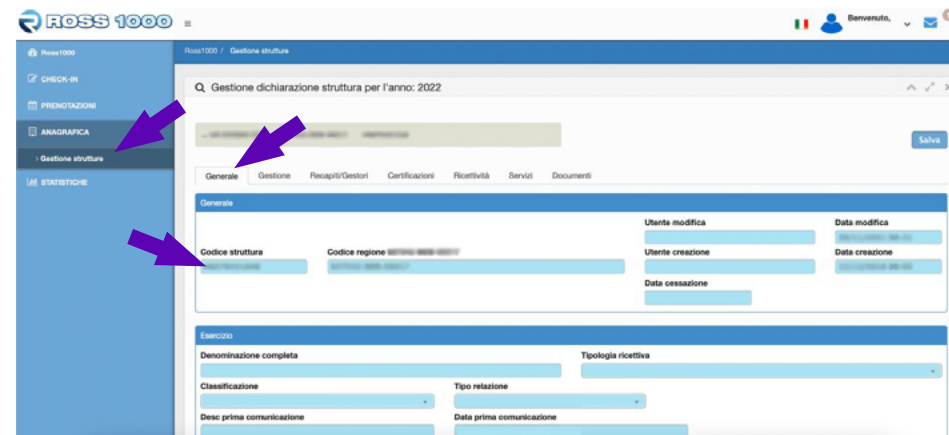 ROSS 1000
Benvenuto,
Ross1000
Ross1000 / Gestione strutture
CHECK-IN
Gestione dichiarazione struttura per l'anno: 2022
PRENOTAZIONI
ANAGRAFICA
Salva
› Gestione strutture
Generale Gestione Recapiti/Gestori Certificazioni Ricettività Servizi Documenti
STATISTICHE
Generale
Utente modifica Data modifica
Codice struttura Codice regione Utente creazione Data creazione
Data cessazione
Esercizio
Denominazione completa Tipologia ricettiva
Classificazione Tipo relazione
Desc prima comunicazione Data prima comunicazione